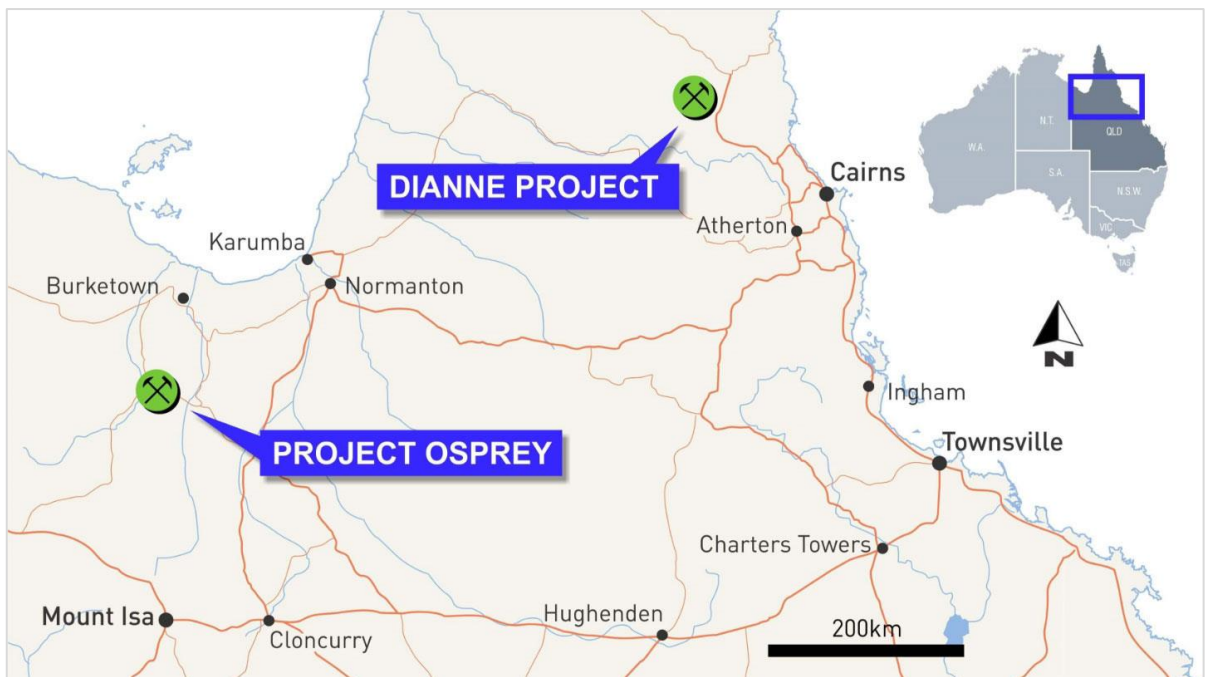 DIANNE PROJECT
Cairns
Atherton
Karumba
Burketown
Normanton
Ingham
PROJECT OSPREY
Townsville
Charters Towers
Mount Isa
Cloncurry
Hughenden
200km
N.T.
QLD
W.A.
S.A.
N.S.W.
VIC
TAS
N